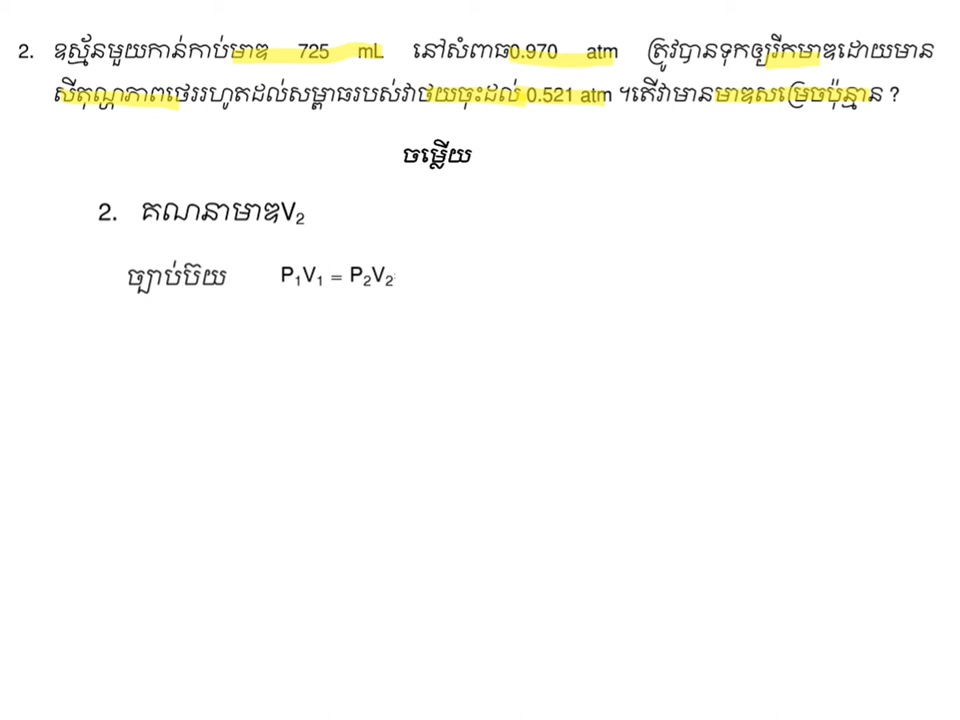 2. ឧស្ម័នមួយកាន់កាប់មាឌ 725 mL នៅសំពាធ0.970 atm ត្រូវបានទុកឲ្យរីកមាឌដោយមាន
សីតុណ្ហភាពថេររហូតដល់សម្ពាធរបស់វាថយចុះដល់ 0.521 atm ។តើវាមានមាឌសម្រេចប៉ុន្មាន ?
ចម្លើយ
2. គណនាមាឌV₂
ច្បាប់ប៊យ P₁V₁ = P₂V₂